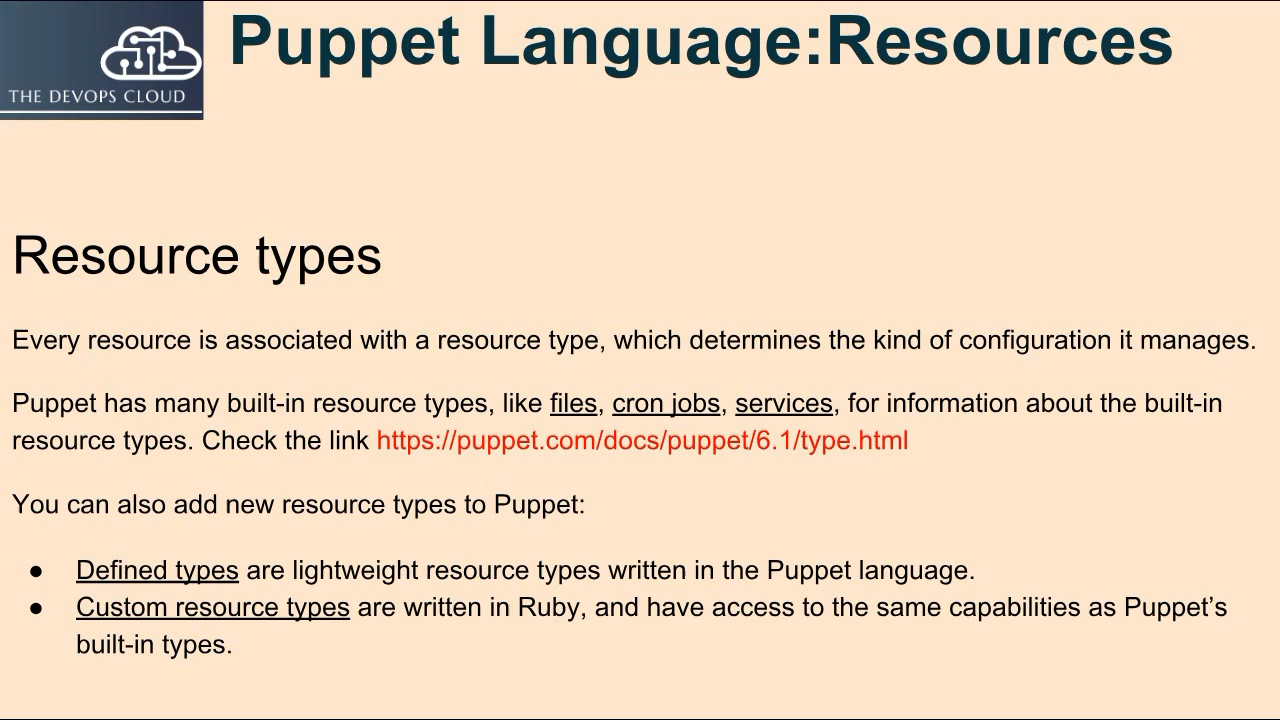 THE DEVOPS CLOUD
Puppet Language:Resources
Resource types
Every resource is associated with a resource type, which determines the kind of configuration it manages.
Puppet has many built-in resource types, like files, cron jobs, services, for information about the built-in
resource types. Check the link https://puppet.com/docs/puppet/6.1/type.html
You can also add new resource types to Puppet:
● Defined types are lightweight resource types written in the Puppet language.
● Custom resource types are written in Ruby, and have access to the same capabilities as Puppet’s
built-in types.